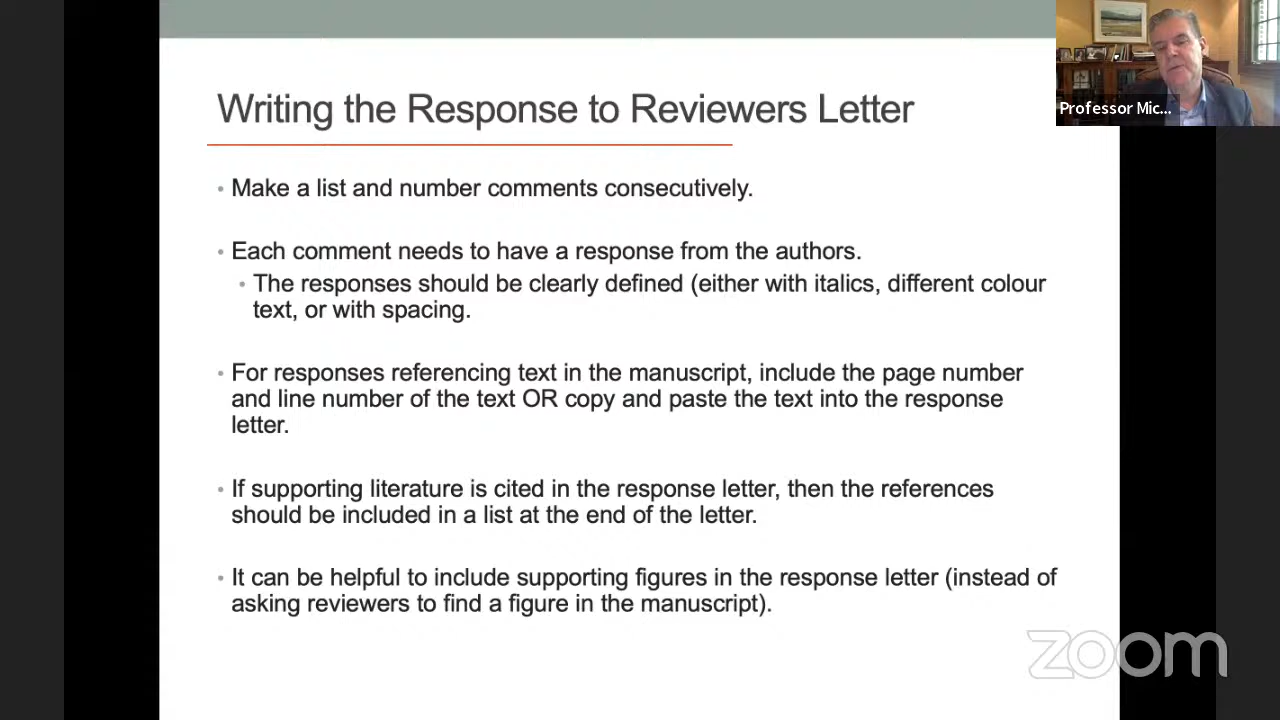 Writing the Response to Reviewers Letter
• Make a list and number comments consecutively.
• Each comment needs to have a response from the authors.
• The responses should be clearly defined (either with italics, different colour
text, or with spacing.
• For responses referencing text in the manuscript, include the page number
and line number of the text OR copy and paste the text into the response
letter.
• If supporting literature is cited in the response letter, then the references
should be included in a list at the end of the letter.
• It can be helpful to include supporting figures in the response letter (instead of
asking reviewers to find a figure in the manuscript).
Professor Mic...
zoom